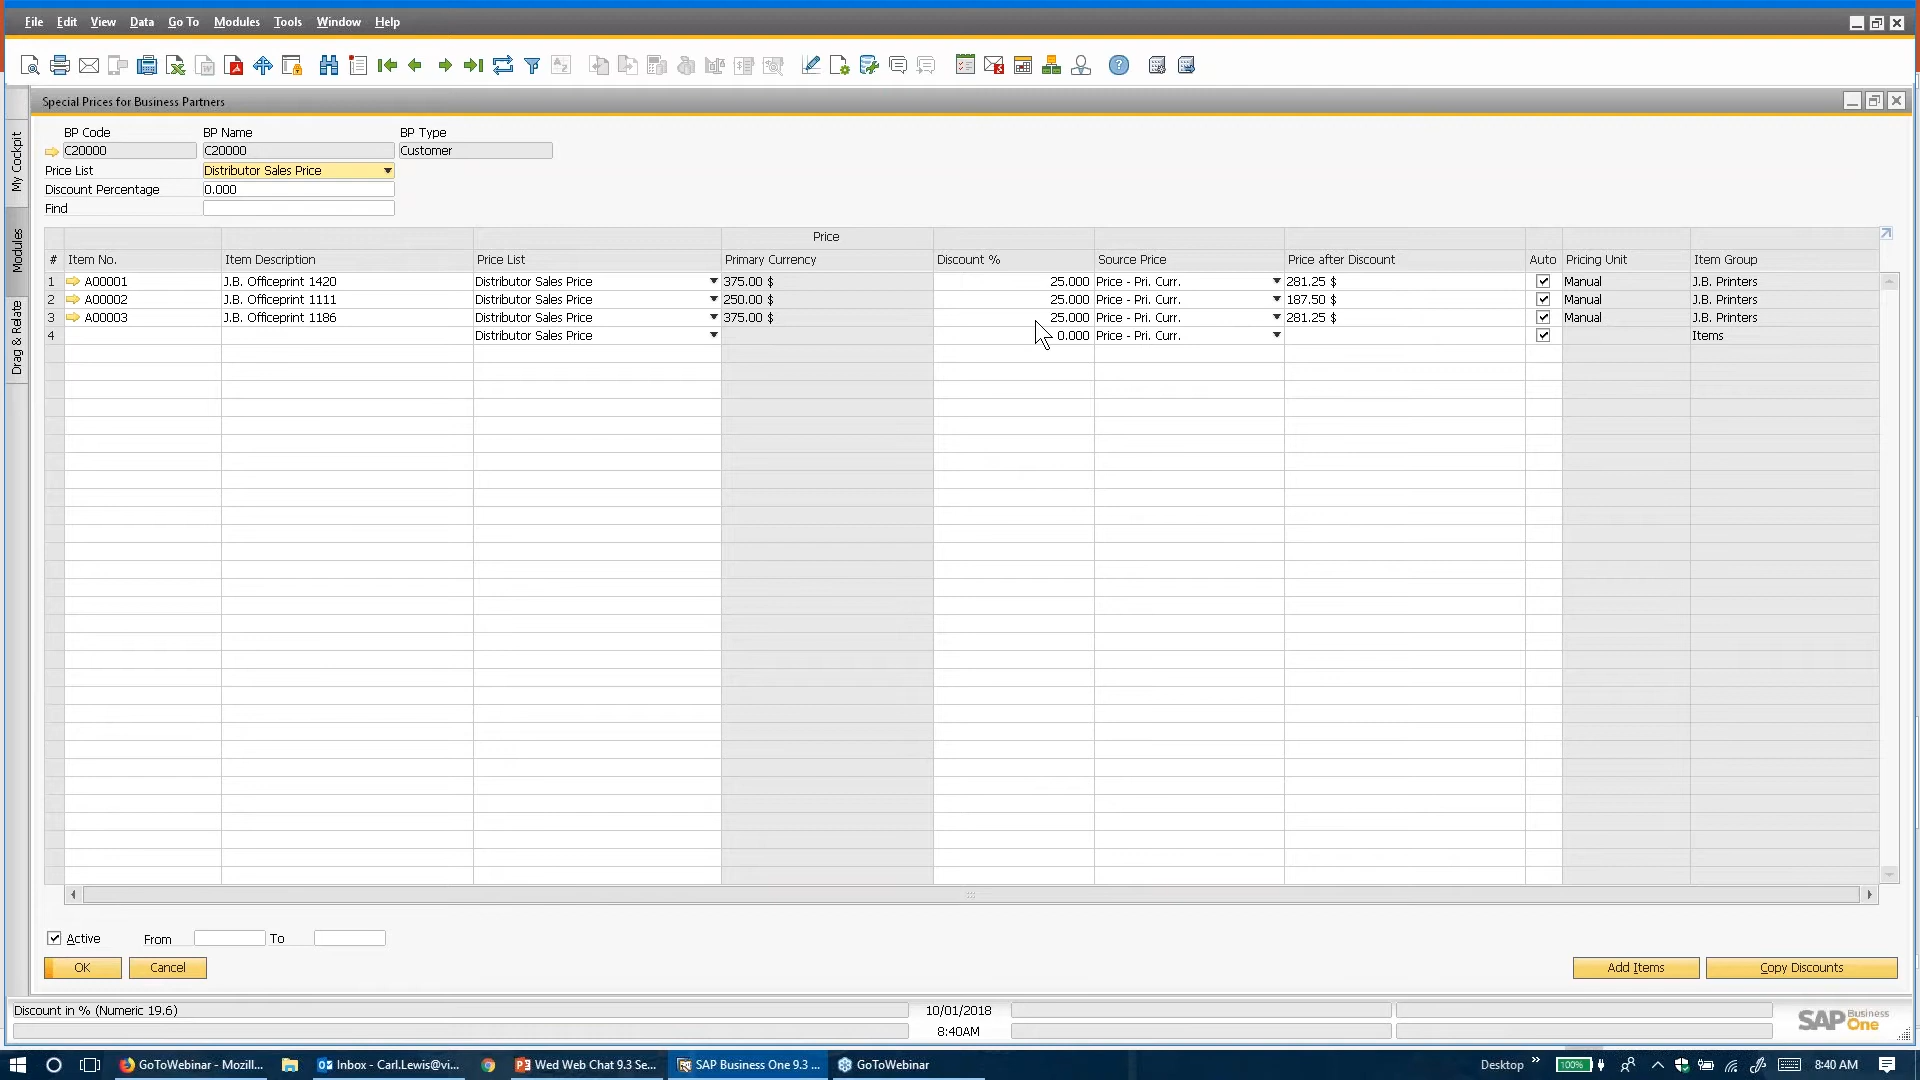 File Edit View Data Go To Modules Tools Window Help
Special Prices for Business Partners
My Cockpit
Modules
Drag & Relate
BP Code BP Name BP Type
C20000 C20000 Customer
Price List Distributor Sales Price
Discount Percentage 0.000
Find
Price
# Item No. Item Description Price List Primary Currency Discount % Source Price Price after Discount Auto Pricing Unit Item Group
1 A00001 J.B. Officeprint 1420 Distributor Sales Price 375.00 $ 25.000 Price - Pri. Curr. 281.25 $ Manual J.B. Printers
2 A00002 J.B. Officeprint 1111 Distributor Sales Price 250.00 $ 25.000 Price - Pri. Curr. 187.50 $ Manual J.B. Printers
3 A00003 J.B. Officeprint 1186 Distributor Sales Price 375.00 $ 25.000 Price - Pri. Curr. 281.25 $ Manual J.B. Printers
4 Distributor Sales Price 0.000 Price - Pri. Curr. Items
Active From To
OK Cancel Add Items Copy Discounts
Discount in % (Numeric 19.6) 10/01/2018
8:40AM
SAP Business One
GoToWebinar - Mozill... Inbox - Carl.Lewis@vi... Wed Web Chat 9.3 Se... SAP Business One 9.3 ... GoToWebinar Desktop 100% 8:40 AM